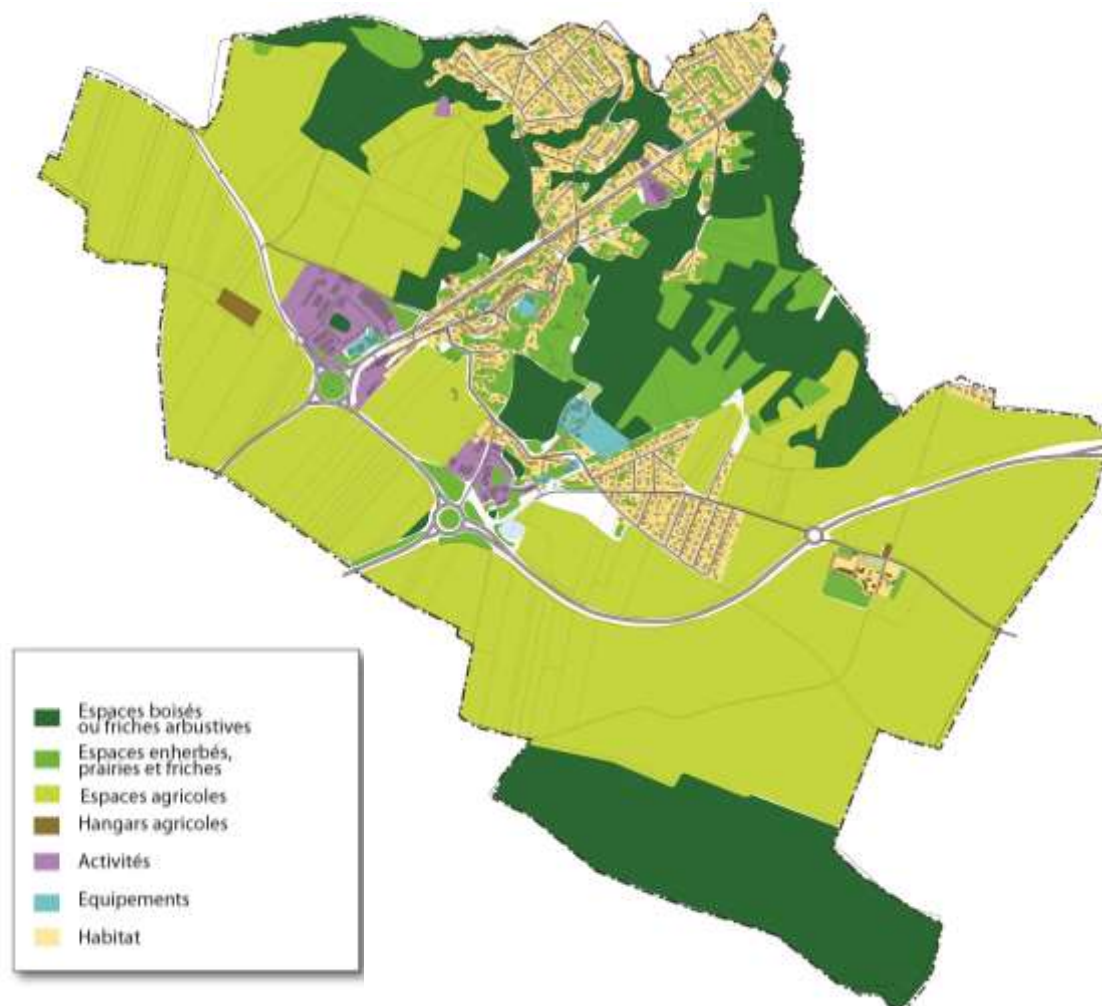 Espaces boisés
ou friches arbustives
Espaces enherbés,
prairies et friches
Espaces agricoles
Hangars agricoles
Activités
Equipements
Habitat